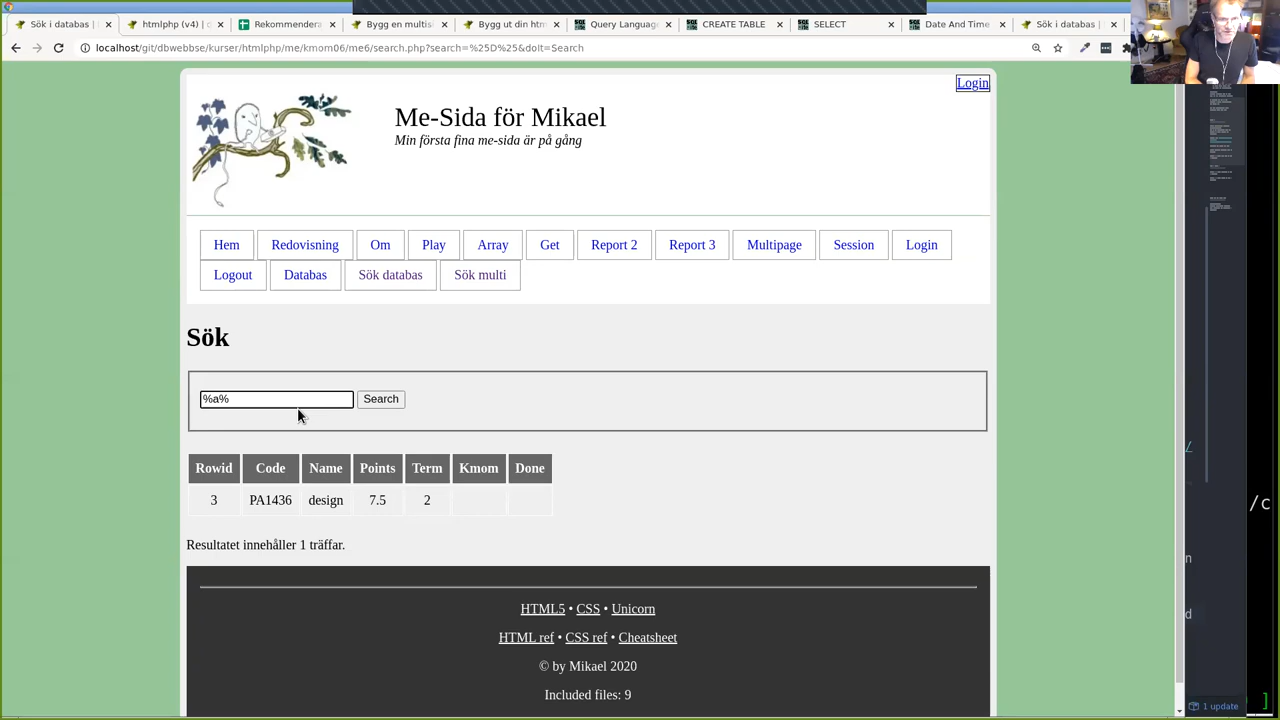 Sök i databas |
htmlphp (v4) | c
Rekommendera
Bygg en multis
Bygg ut din htm
Query Language
CREATE TABLE
SELECT
Date And Time
Sök i databas |
localhost/git/dbwebbse/kurser/htmlphp/me/kmom06/me6/search.php?search=%25D%25&doIt=Search
Login
Me-Sida för Mikael
Min första fina me-sida är på gång
Hem Redovisning Om Play Array Get Report 2 Report 3 Multipage Session Login
Logout Databas Sök databas Sök multi
Sök
%a% Search
Rowid Code Name Points Term Kmom Done
3 PA1436 design 7.5 2
Resultatet innehåller 1 träffar.
HTML5 • CSS • Unicorn
HTML ref • CSS ref • Cheatsheet
© by Mikael 2020
Included files: 9
/
/c
n
d
]
1 update